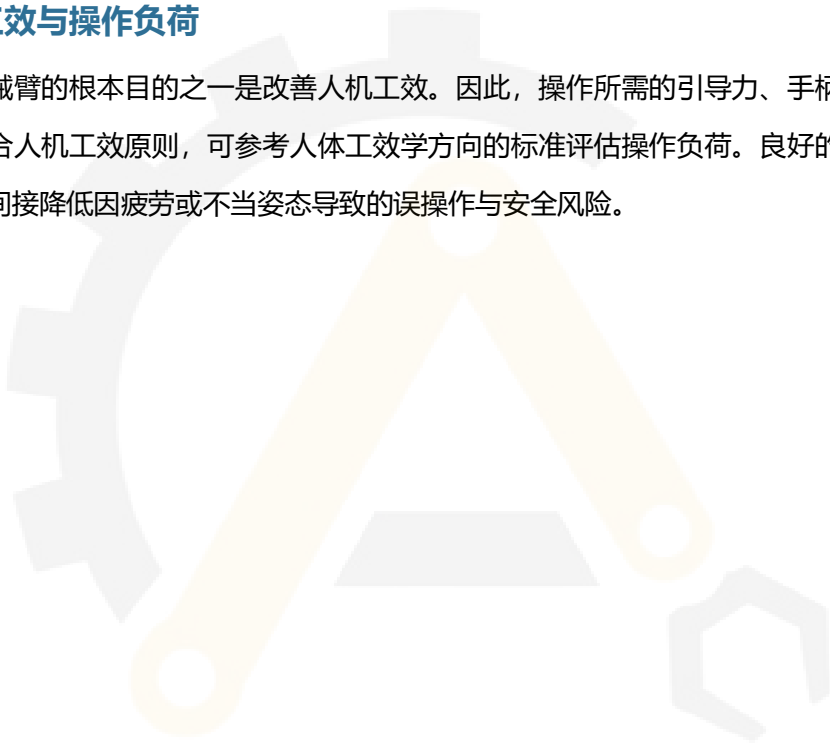 效与操作负荷
械臂的根本目的之一是改善人机工效。因此，操作所需的引导力、手柄
合人机工效原则，可参考人体工效学方向的标准评估操作负荷。良好的
间接降低因疲劳或不当姿态导致的误操作与安全风险。